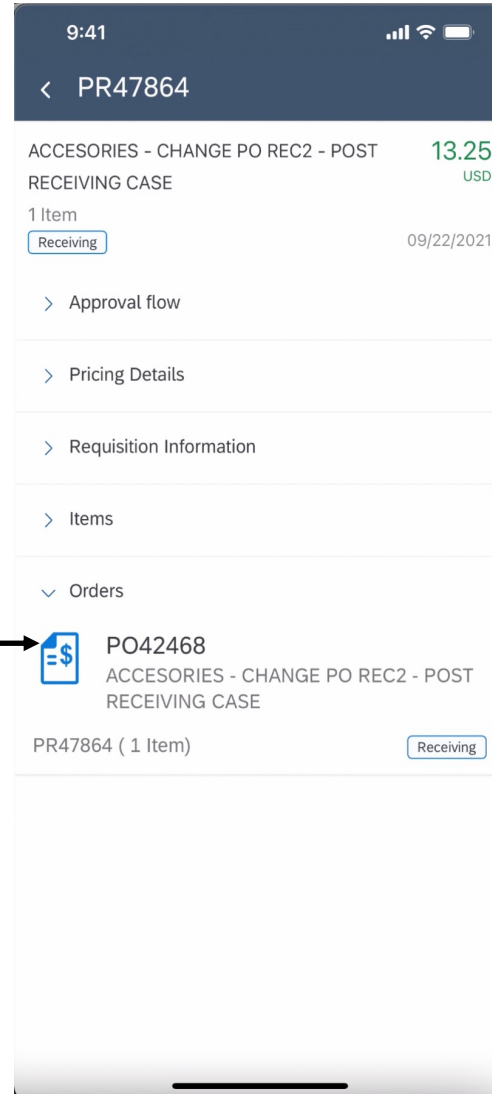 9:41
PR47864
ACCESORIES - CHANGE PO REC2 - POST
RECEIVING CASE
13.25
USD
1 Item
Receiving
09/22/2021
Approval flow
Pricing Details
Requisition Information
Items
Orders
PO42468
ACCESORIES - CHANGE PO REC2 - POST
RECEIVING CASE
PR47864 ( 1 Item)
Receiving